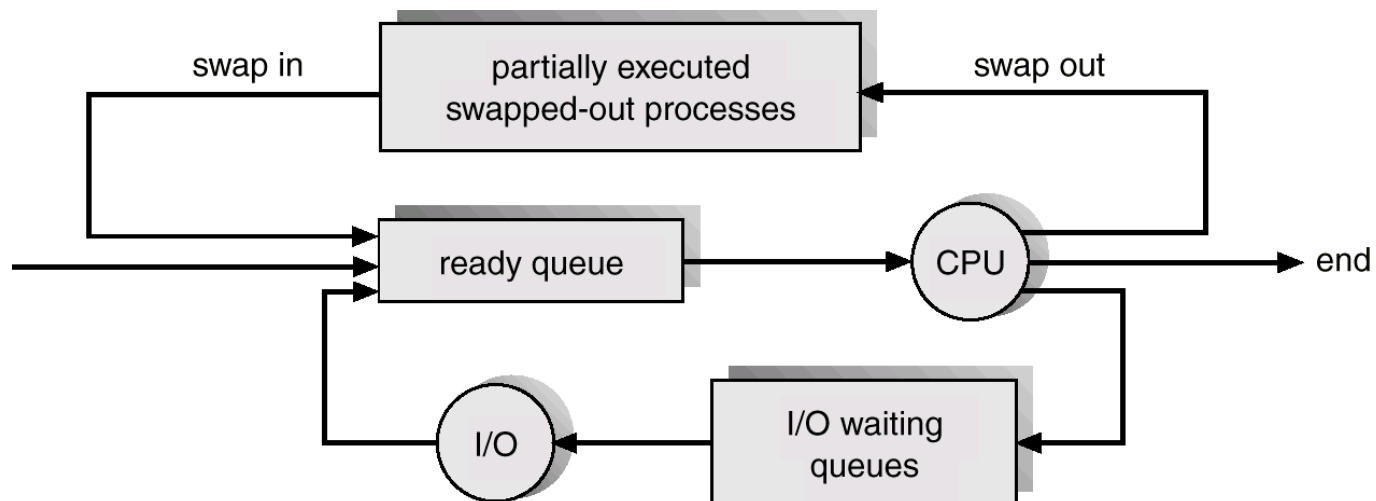 swap in
partially executed
swapped-out processes
swap out
ready queue
CPU
end
I/O
I/O waiting
queues